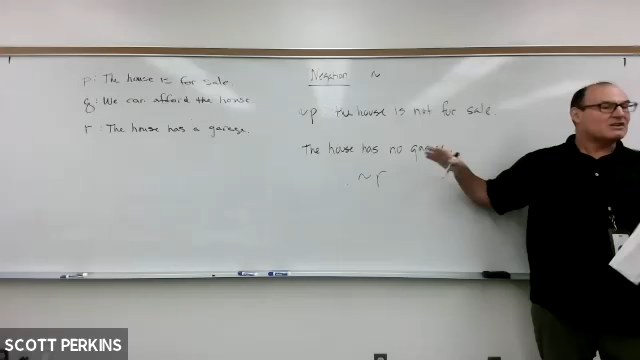 p: The house is for sale
q: We can afford the house
r: The house has a garage.
Negation ~
~p: the house is not for sale.
The house has no
~r
SCOTT PERKINS